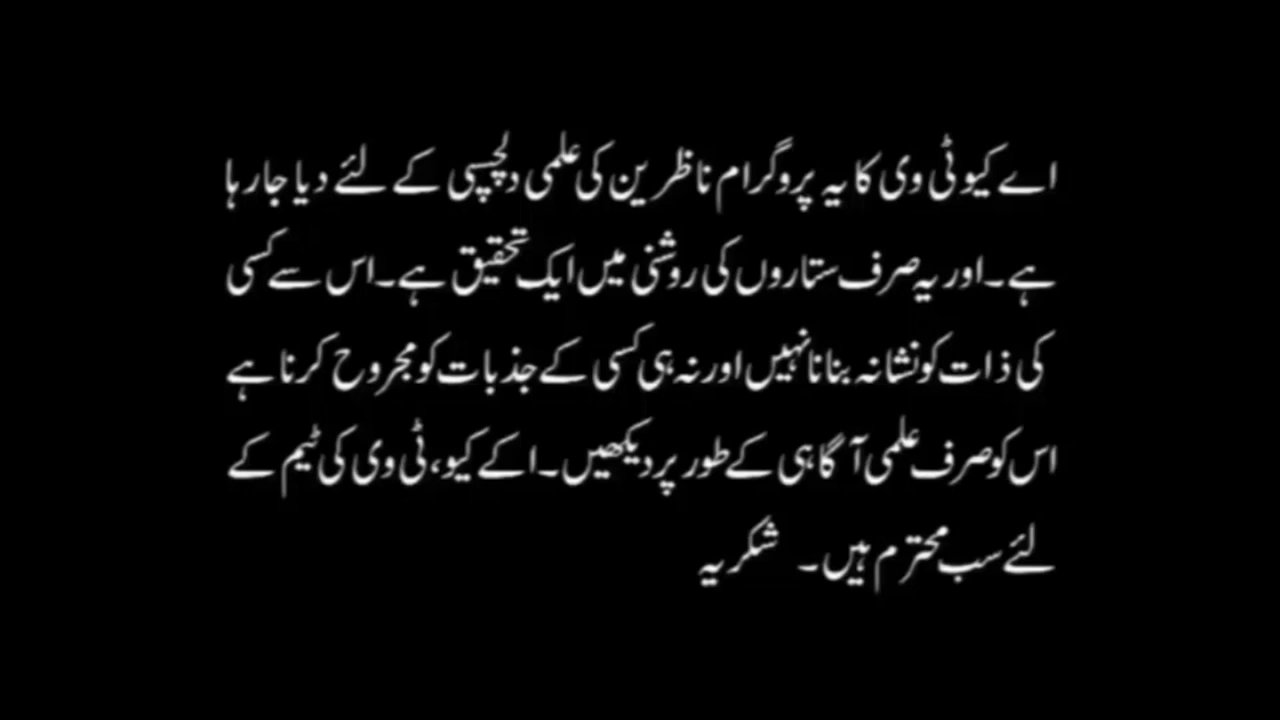 اے کیو ٹی وی کا یہ پروگرام ناظرین کی علمی دلچسپی کے لئے دیا جارہا
ہے۔ اور یہ صرف ستاروں کی روشنی میں ایک تحقیق ہے۔ اس سے کسی
کی ذات کو نشانہ بنانا نہیں اور نہ ہی کسی کے جذبات کو مجروح کرنا ہے
اس کو صرف علمی آگاہی کے طور پر دیکھیں۔ اکے کیو، ٹی وی کی ٹیم کے
لئے سب محترم ہیں۔ شکریہ